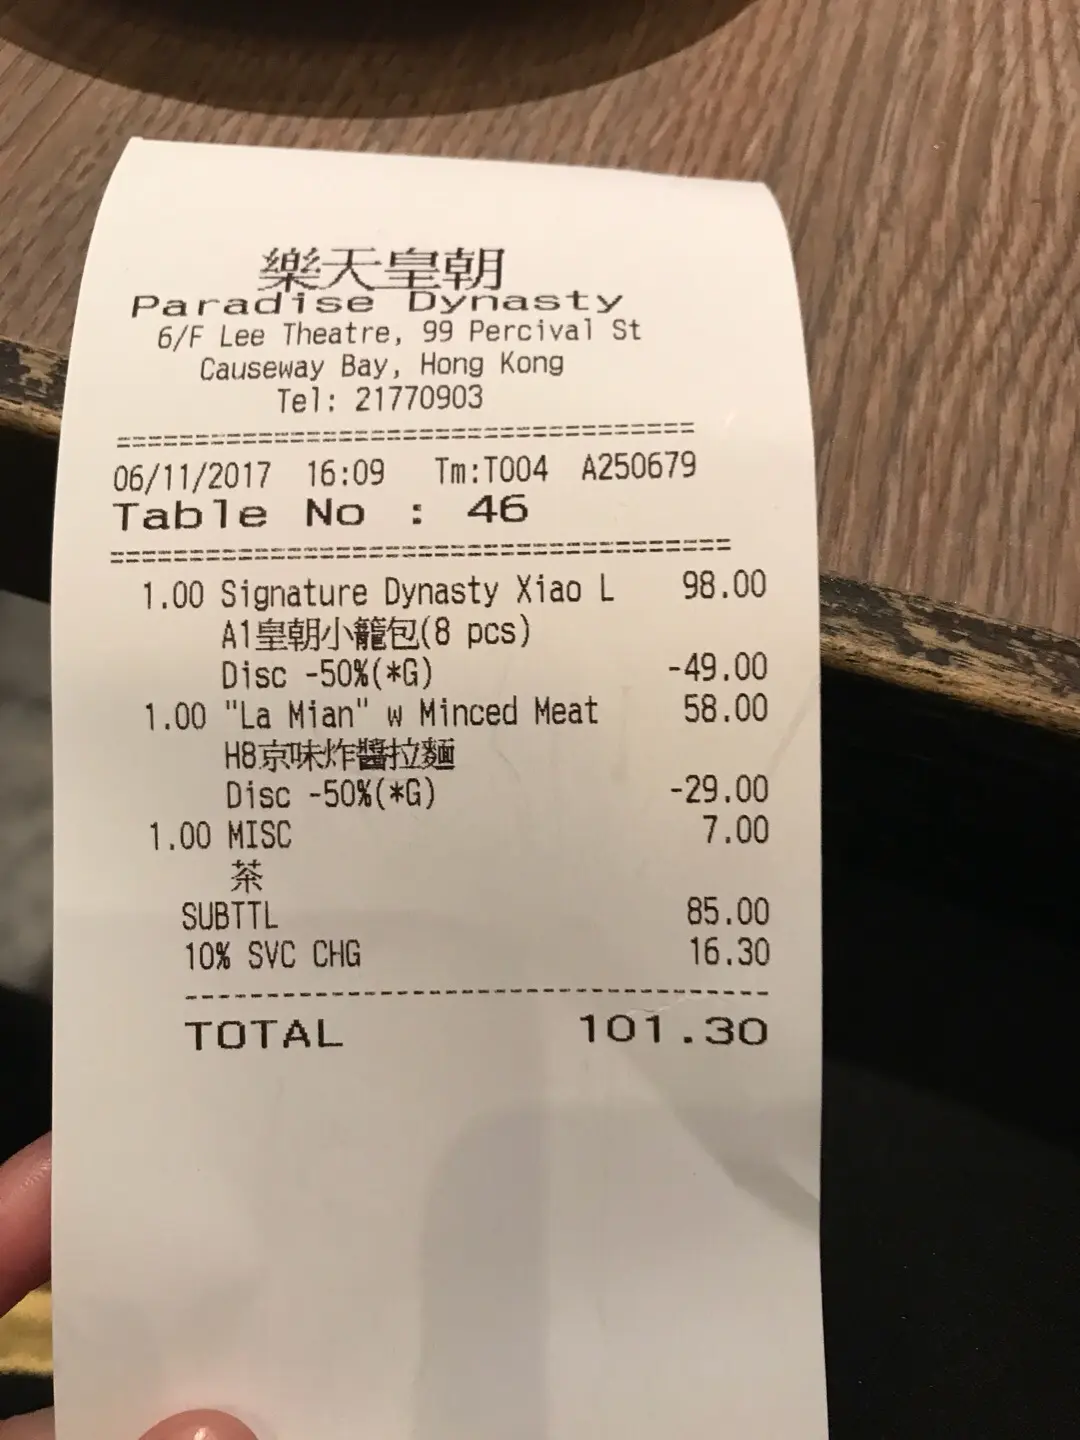 樂天皇朝
Paradise Dynasty
6/F Lee Theatre, 99 Percival St
Causeway Bay, Hong Kong
Tel: 21770903
=====================================
06/11/2017 16:09 Tm:T004 A250679
Table No : 46
=======================================
1.00 Signature Dynasty Xiao L 98.00
A1皇朝小籠包(8 pcs)
Disc -50%(*G) -49.00
1.00 "La Mian" w Minced Meat 58.00
H8京味炸醬拉麵
Disc -50%(*G) -29.00
1.00 MISC 7.00
茶
SUBTTL 85.00
10% SVC CHG 16.30
-------------------------------------
TOTAL 101.30